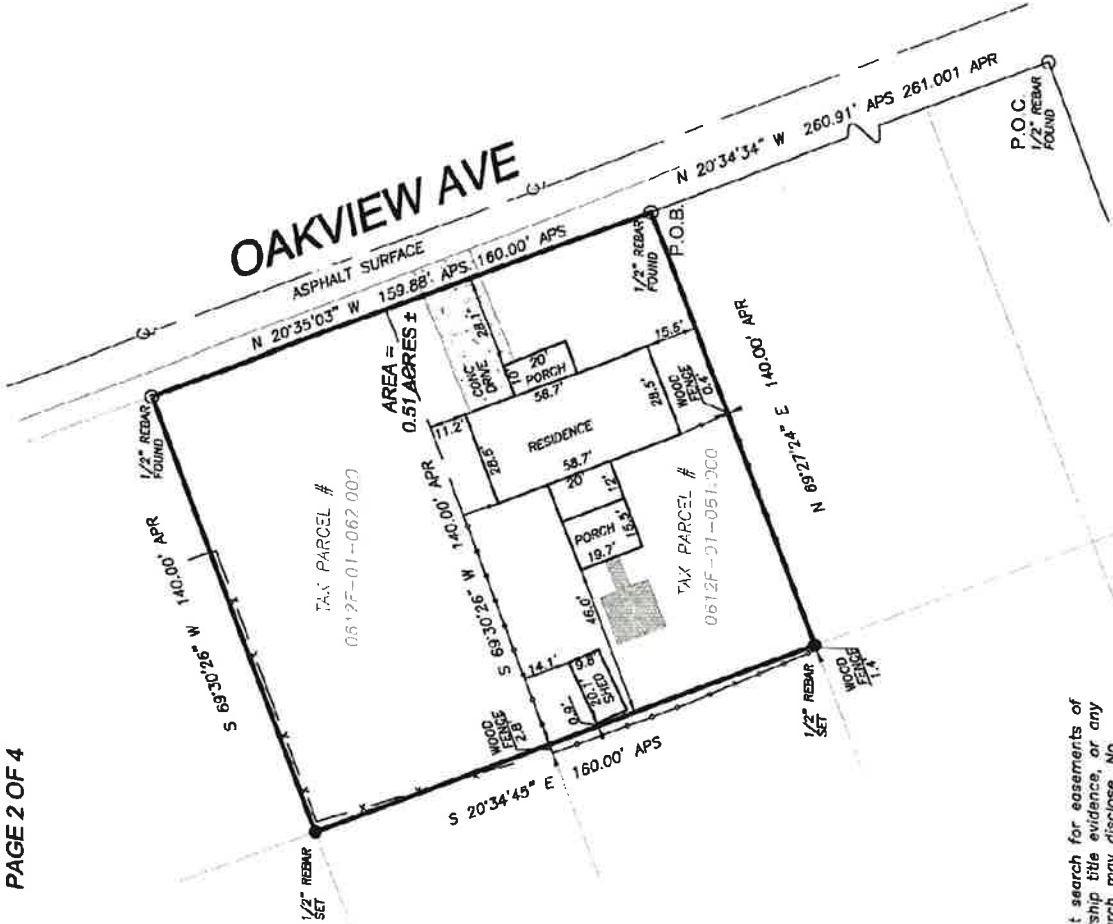 PAGE 2 OF 4
OAKVIEW AVE
ASPHALT SURFACE
N 20°35'03" W 159.88' APS 160.00' APS
N 20°34'34" W 260.91' APS 261.001 APR
P.O.C.
1/2" REBAR
FOUND
1/2" REBAR
FOUND
P.O.B.
1/2" REBAR
FOUND
S 69°30'26" W 140.00' APR
AREA =
0.51 ACRES ±
CONC
DRIVE
28.1'
10'
20'
PORCH
58.7'
15.5'
11.2'
28.5'
RESIDENCE
28.5'
WOOD
FENCE
0.4'
58.7'
TAX PARCEL #
0612F-01-062.000
S 69°30'26" W 140.00' APR
20'
12'
PORCH
15.5'
19.7'
TAX PARCEL #
0612F-01-051.000
N 69°27'24" E 140.00' APR
46.0'
14.1'
9.8'
20.1'
SHED
0.9'
WOOD
FENCE
2.8'
S 20°34'45" E 160.00' APS
1/2" REBAR
SET
1/2" REBAR
SET
WOOD
FENCE
1.4'
t search for easements of
ship title evidence, or any
rch may disclose. No